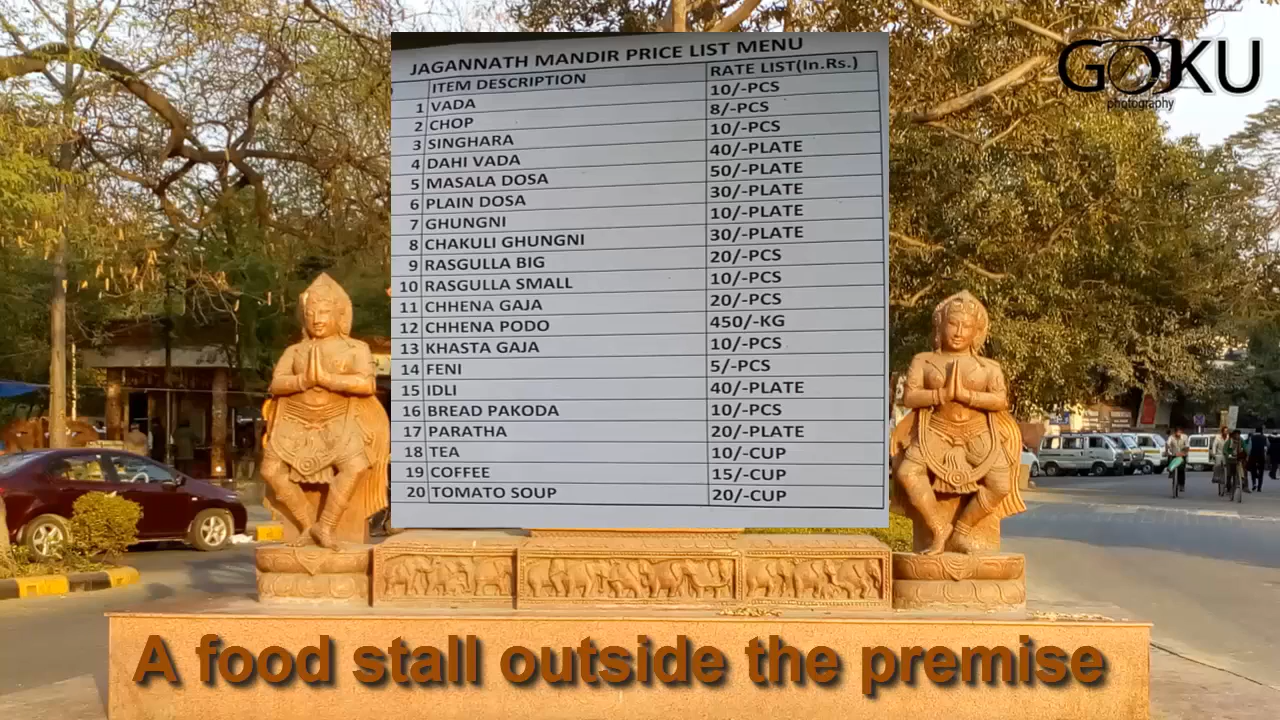 GOKU
photography
JAGANNATH MANDIR PRICE LIST MENU
ITEM DESCRIPTION RATE LIST(In.Rs.)
1 VADA 10/-PCS
2 CHOP 8/-PCS
3 SINGHARA 10/-PCS
4 DAHI VADA 40/-PLATE
5 MASALA DOSA 50/-PLATE
6 PLAIN DOSA 30/-PLATE
7 GHUNGNI 10/-PLATE
8 CHAKULI GHUNGNI 30/-PLATE
9 RASGULLA BIG 20/-PCS
10 RASGULLA SMALL 10/-PCS
11 CHHENA GAJA 20/-PCS
12 CHHENA PODO 450/-KG
13 KHASTA GAJA 10/-PCS
14 FENI 5/-PCS
15 IDLI 40/-PLATE
16 BREAD PAKODA 10/-PCS
17 PARATHA 20/-PLATE
18 TEA 10/-CUP
19 COFFEE 15/-CUP
20 TOMATO SOUP 20/-CUP
A food stall outside the premise